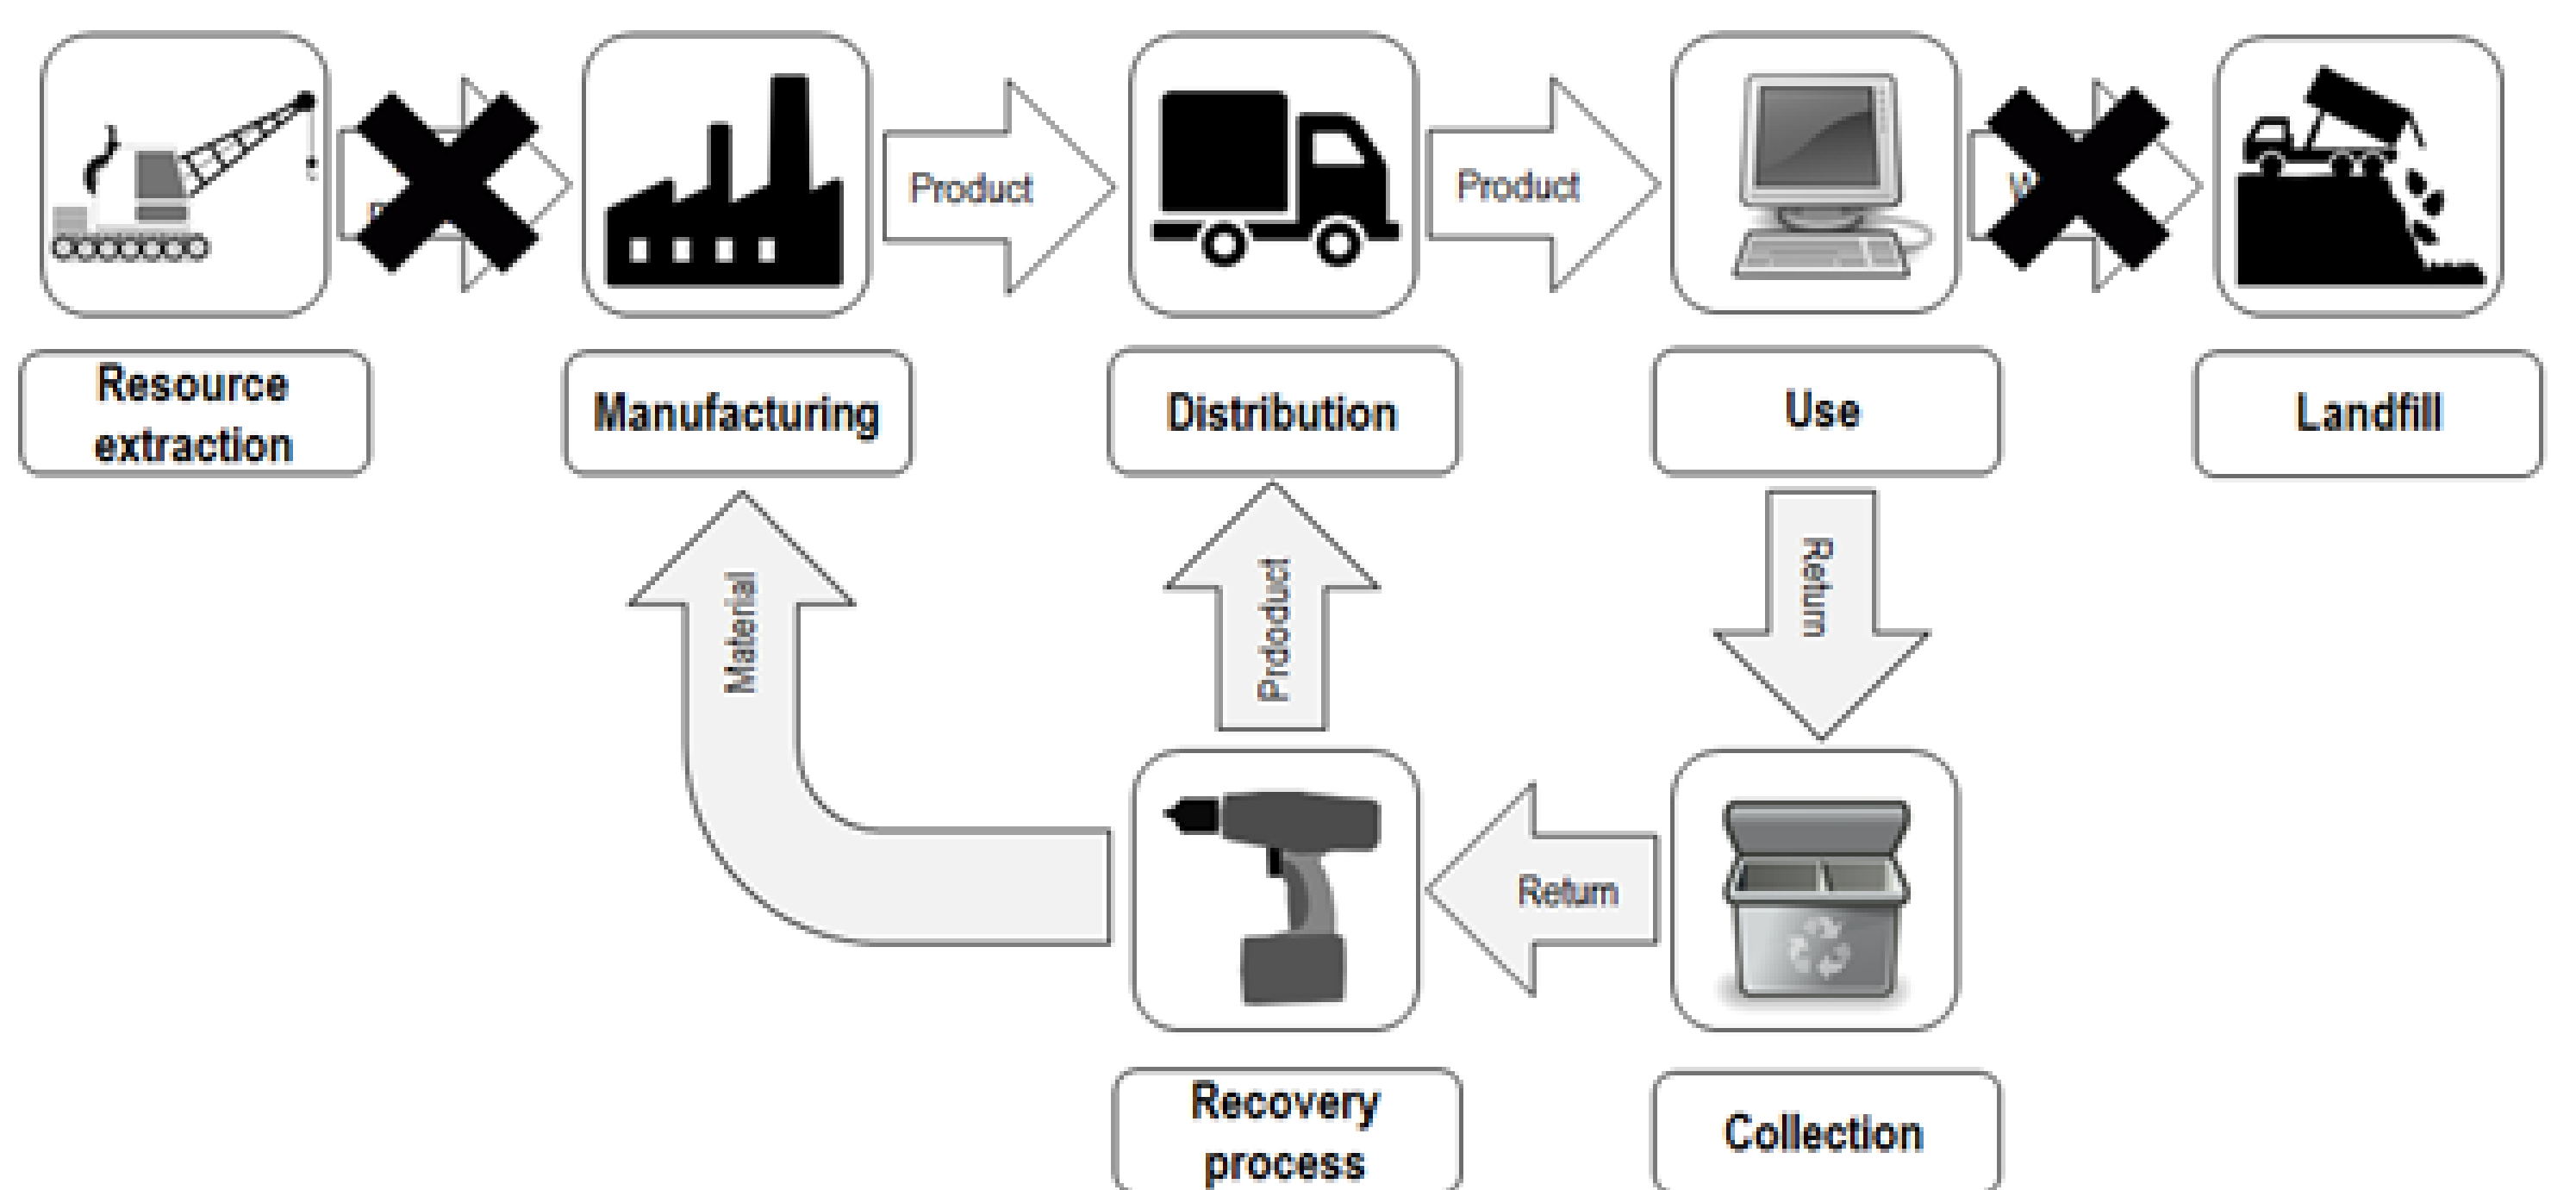 Product
Product
Resource
extraction
Manufacturing
Distribution
Use
Landfill
Material
Prdoduct
Return
Return
Recovery
process
Collection